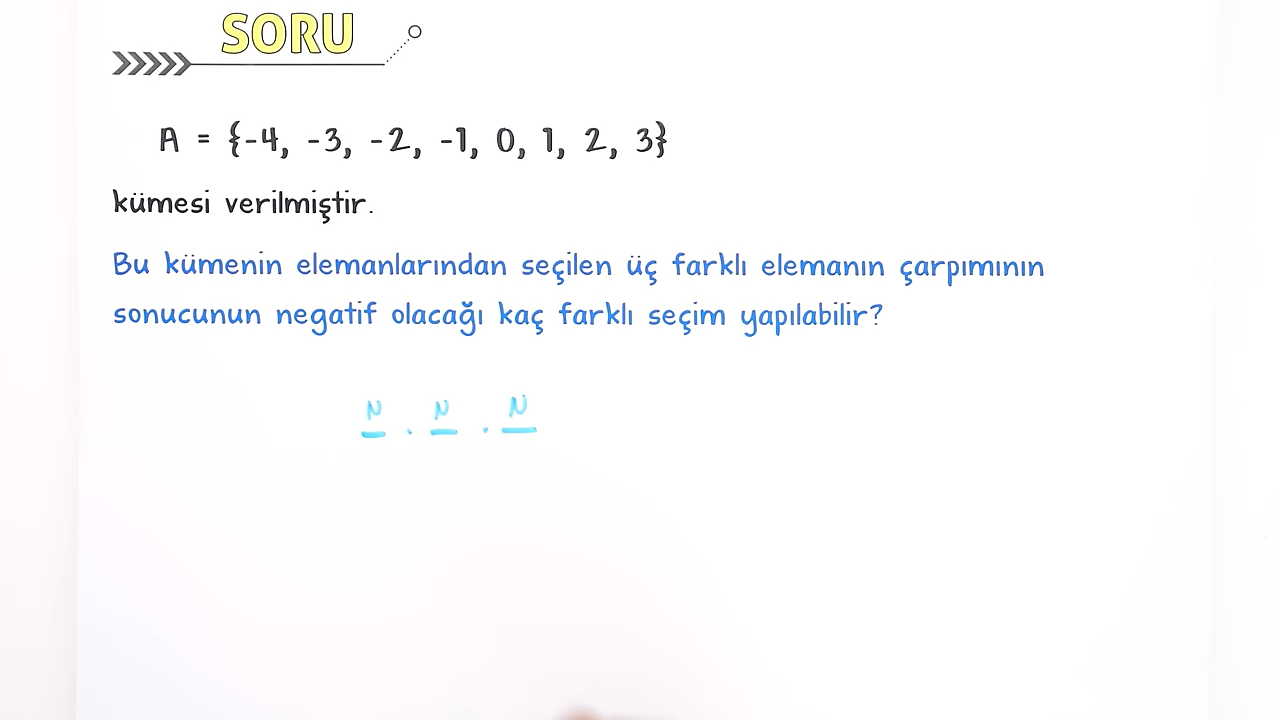 SORU
A = {-4, -3, -2, -1, 0, 1, 2, 3}
kümesi verilmiştir.
Bu kümenin elemanlarından seçilen üç farklı elemanın çarpımının
sonucunun negatif olacağı kaç farklı seçim yapılabilir?
N . N . N